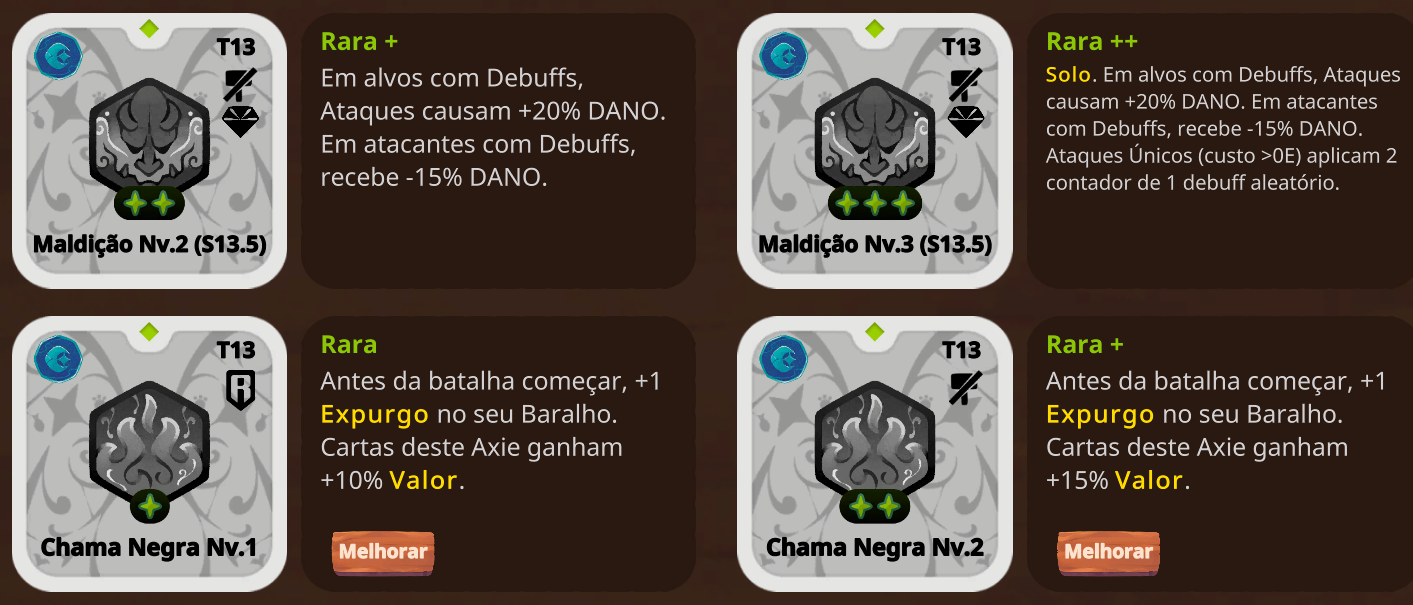 T13
Maldição Nv.2 (S13.5)
Rara +
Em alvos com Debuffs,
Ataques causam +20% DANO.
Em atacantes com Debuffs,
recebe -15% DANO.
T13
Maldição Nv.3 (S13.5)
Rara ++
Solo. Em alvos com Debuffs, Ataques
causam +20% DANO. Em atacantes
com Debuffs, recebe -15% DANO.
Ataques Únicos (custo >0E) aplicam 2
contador de 1 debuff aleatório.
T13
Chama Negra Nv.1
Rara
Antes da batalha começar, +1
Expurgo no seu Baralho.
Cartas deste Axie ganham
+10% Valor.
Melhorar
T13
Chama Negra Nv.2
Rara +
Antes da batalha começar, +1
Expurgo no seu Baralho.
Cartas deste Axie ganham
+15% Valor.
Melhorar